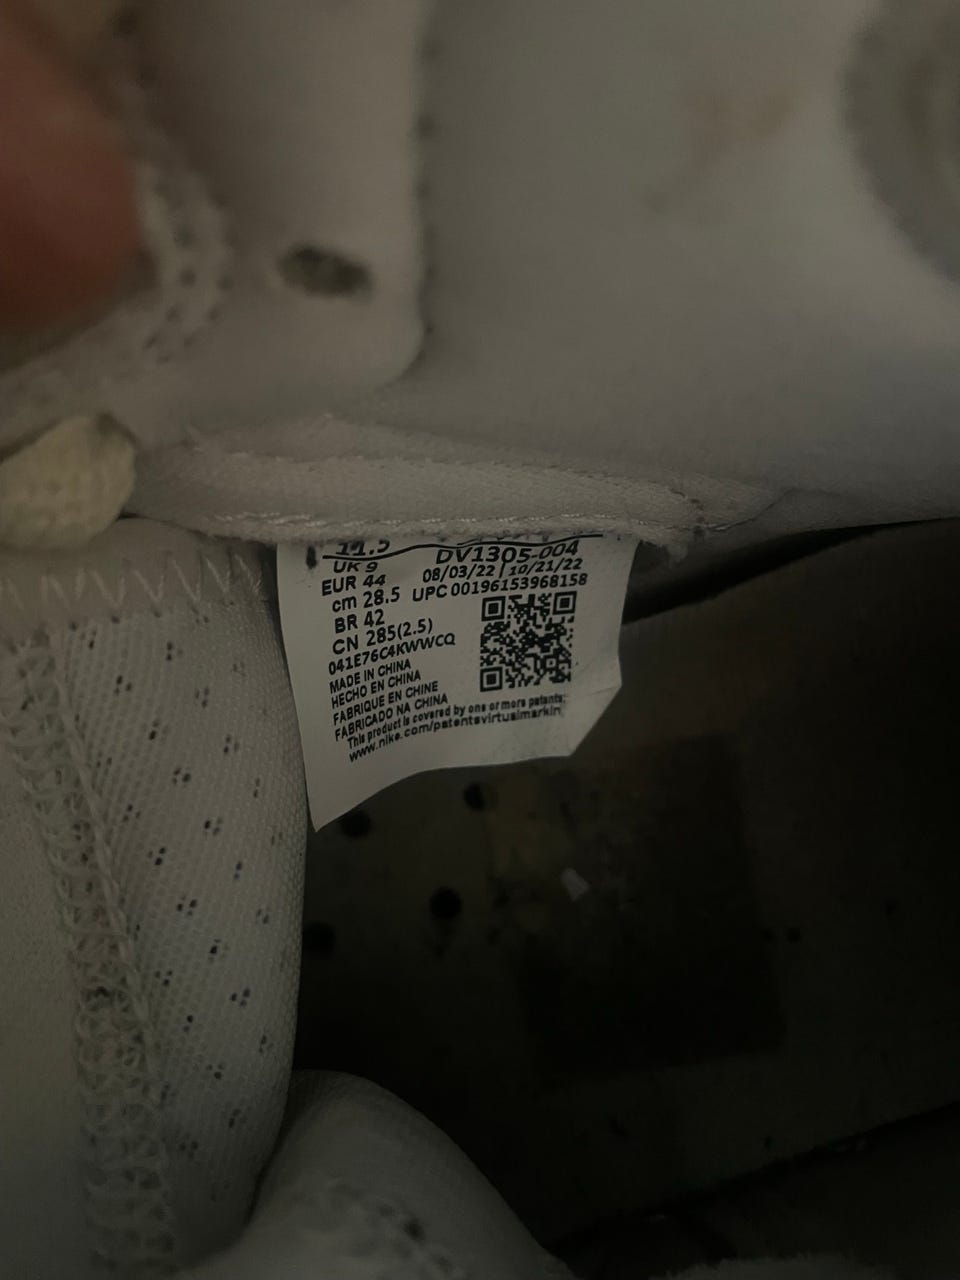 11.5
UK 9
EUR 44
cm 28.5
BR 42
CN 285(2.5)
041E76C4KWWCQ
DV1305-004
08/03/22 | 10/21/22
UPC 00196153968158
MADE IN CHINA
HECHO EN CHINA
FABRIQUE EN CHINE
FABRICADO NA CHINA
This product is covered by one or more patents:
www.nike.com/patentsvirtualmarkin